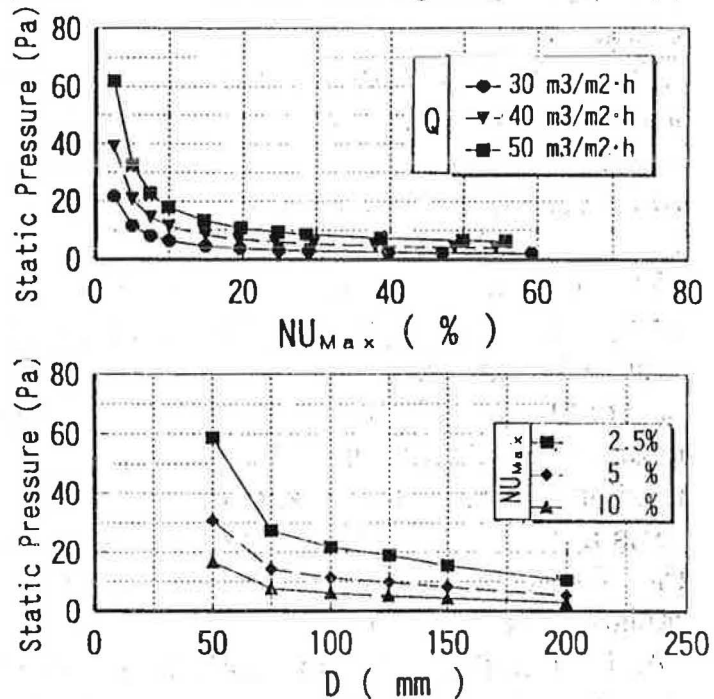 Static Pressure (Pa)
80
60
40
20
0
Q
30 m3/m2·h
40 m3/m2·h
50 m3/m2·h
0 20 40 60 80
NUMax ( % )
Static Pressure (Pa)
80
60
40
20
0
NUMax
2.5%
5 %
10 %
0 50 100 150 200 250
D ( mm )